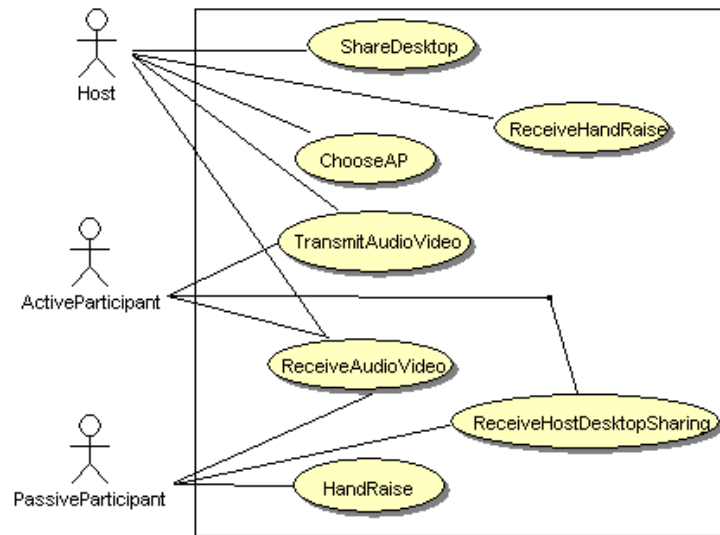 ShareDesktop
Host
ReceiveHandRaise
ChooseAP
TransmitAudioVideo
ActiveParticipant
ReceiveAudioVideo
ReceiveHostDesktopSharing
HandRaise
PassiveParticipant